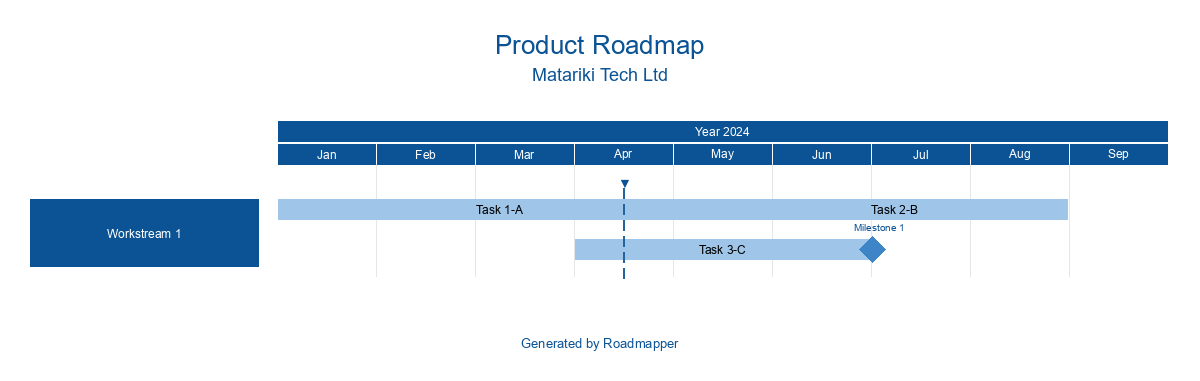 Product Roadmap
Matariki Tech Ltd
Year 2024
Jan Feb Mar Apr May Jun Jul Aug Sep
Task 1-A Task 2-B
Workstream 1
Milestone 1
Task 3-C
Generated by Roadmapper